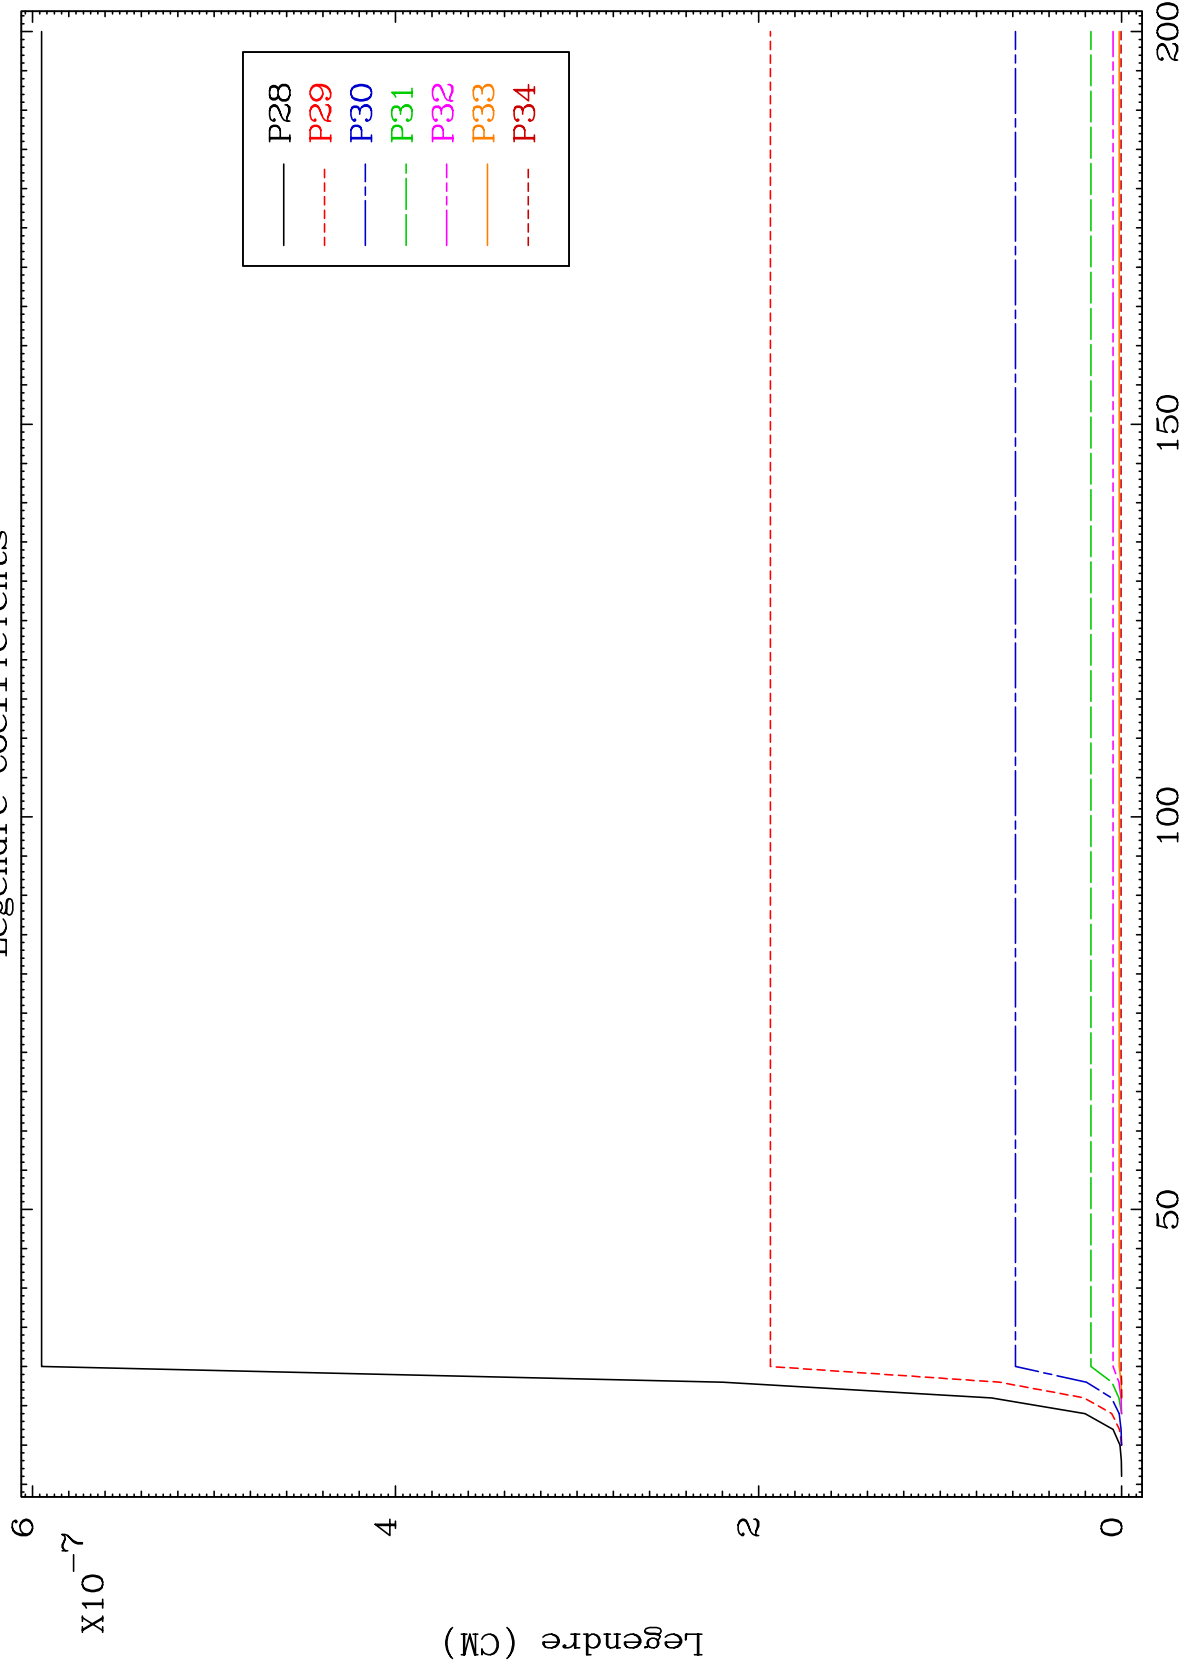 Legendre Coefficients
6
4
2
0
X10-7
Legendre (CM)
P28
P29
P30
P31
P32
P33
P34
50
100
150
200